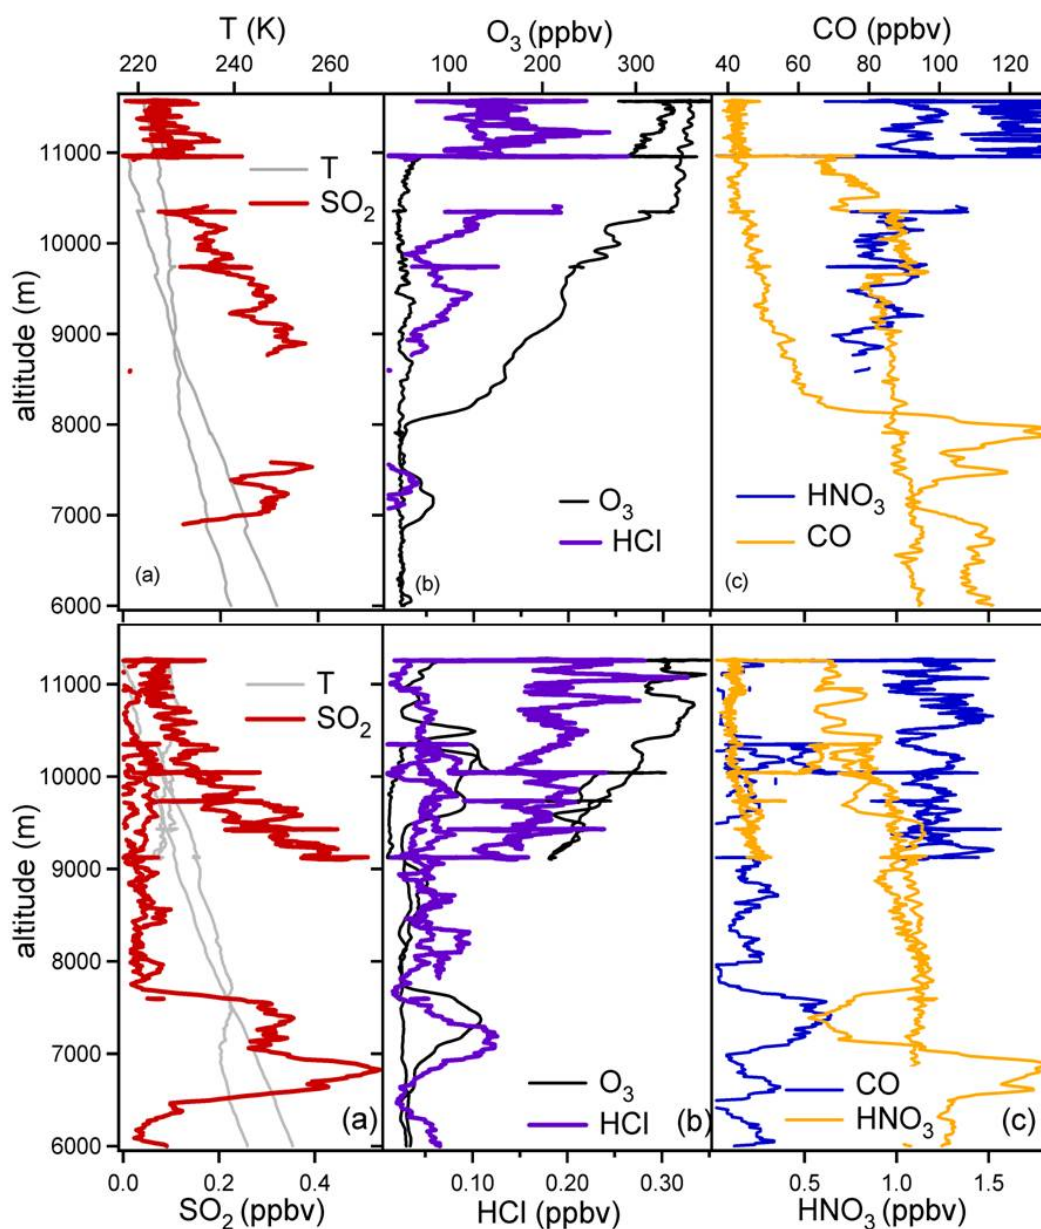 T (K) O₃ (ppbv) CO (ppbv)
220 240 260 100 200 300 40 60 80 100 120
altitude (m)
11000
10000
9000
8000
7000
6000
T
SO₂
(a)
O₃
HCl
(b)
HNO₃
CO
(c)
altitude (m)
11000
10000
9000
8000
7000
6000
T
SO₂
(a)
O₃
HCl
(b)
CO
HNO₃
(c)
0.0 0.2 0.4 0.10 0.20 0.30 0.5 1.0 1.5
SO₂ (ppbv) HCl (ppbv) HNO₃ (ppbv)